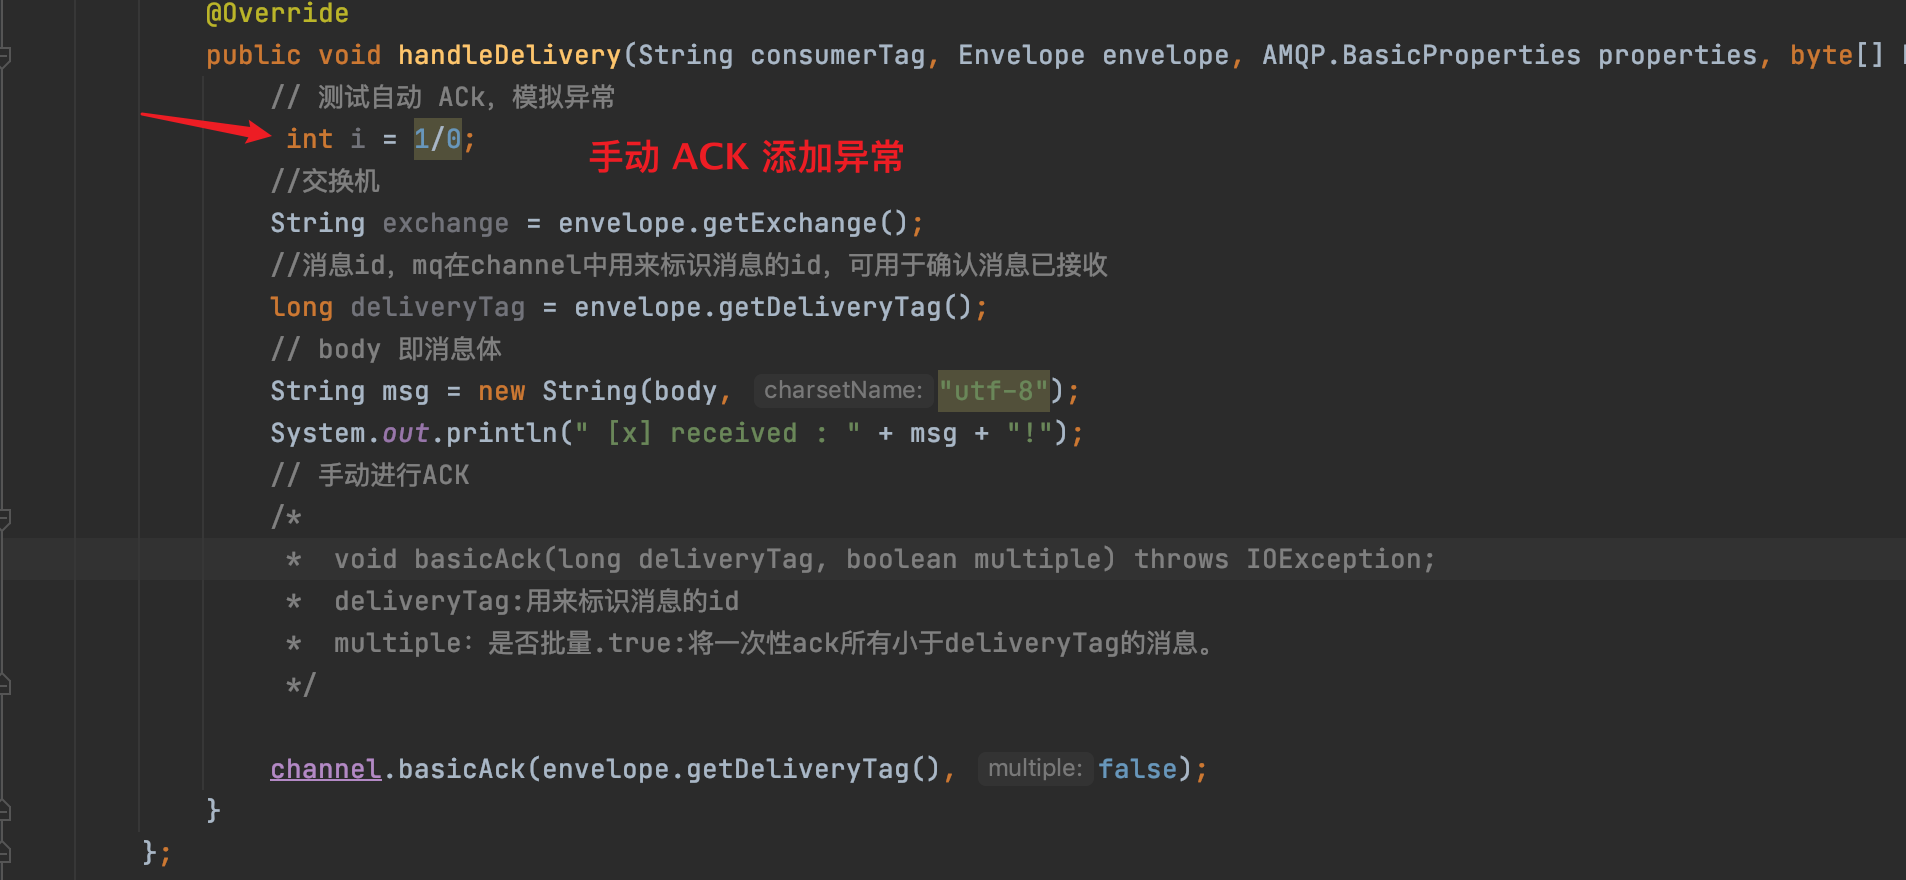 @Override
public void handleDelivery(String consumerTag, Envelope envelope, AMQP.BasicProperties properties, byte[]
// 测试自动 ACk，模拟异常
int i = 1/0;
手动 ACK 添加异常
//交换机
String exchange = envelope.getExchange();
//消息id，mq在channel中用来标识消息的id，可用于确认消息已接收
long deliveryTag = envelope.getDeliveryTag();
// body 即消息体
String msg = new String(body, charsetName: "utf-8");
System.out.println(" [x] received : " + msg + "!");
// 手动进行ACK
/*
* void basicAck(long deliveryTag, boolean multiple) throws IOException;
* deliveryTag:用来标识消息的id
* multiple：是否批量.true:将一次性ack所有小于deliveryTag的消息。
*/
channel.basicAck(envelope.getDeliveryTag(), multiple: false);
}
};